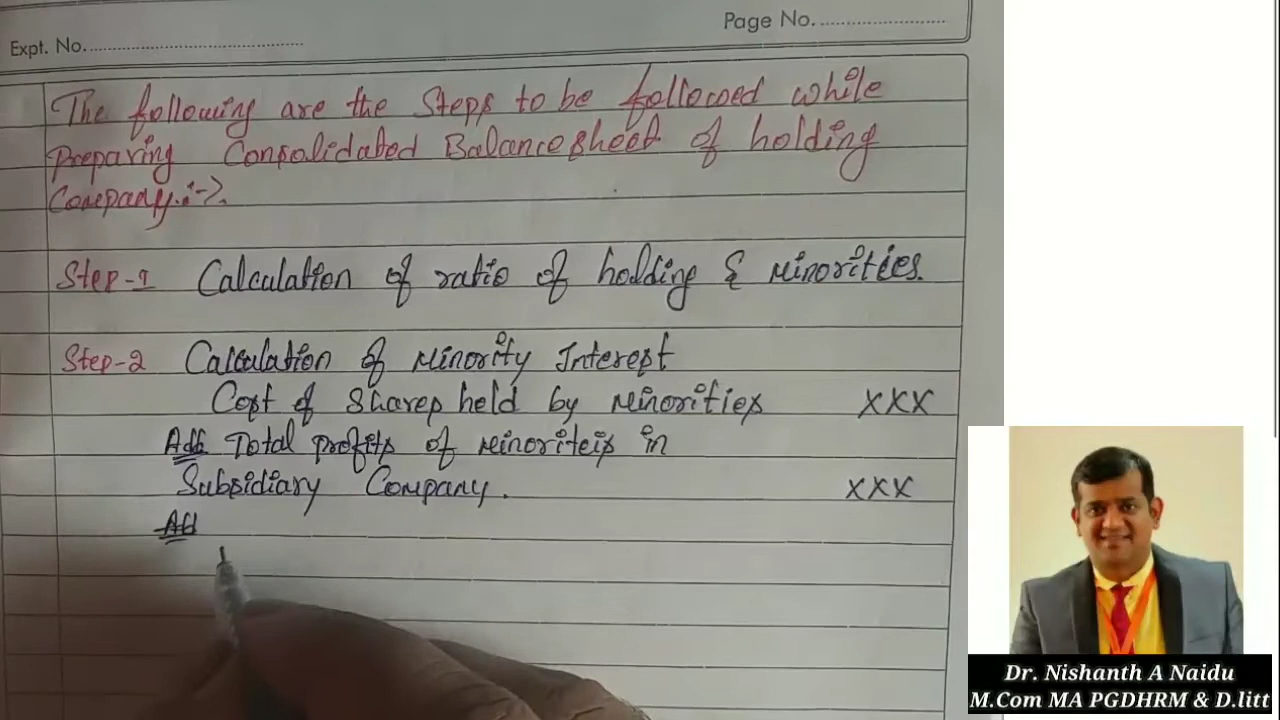 Page No.
Expt. No.
The following are the Steps to be followed while
preparing Consolidated Balancesheet of holding
Company:->.
Step-1 Calculation of ratio of holding & Minorities.
Step-2 Calculation of Minority Interest
Cost of Shares held by Minorities XXX
Add Total profits of Minorities in
Subsidiary Company. XXX
Dr. Nishanth A Naidu
M.Com MA PGDHRM & D.litt